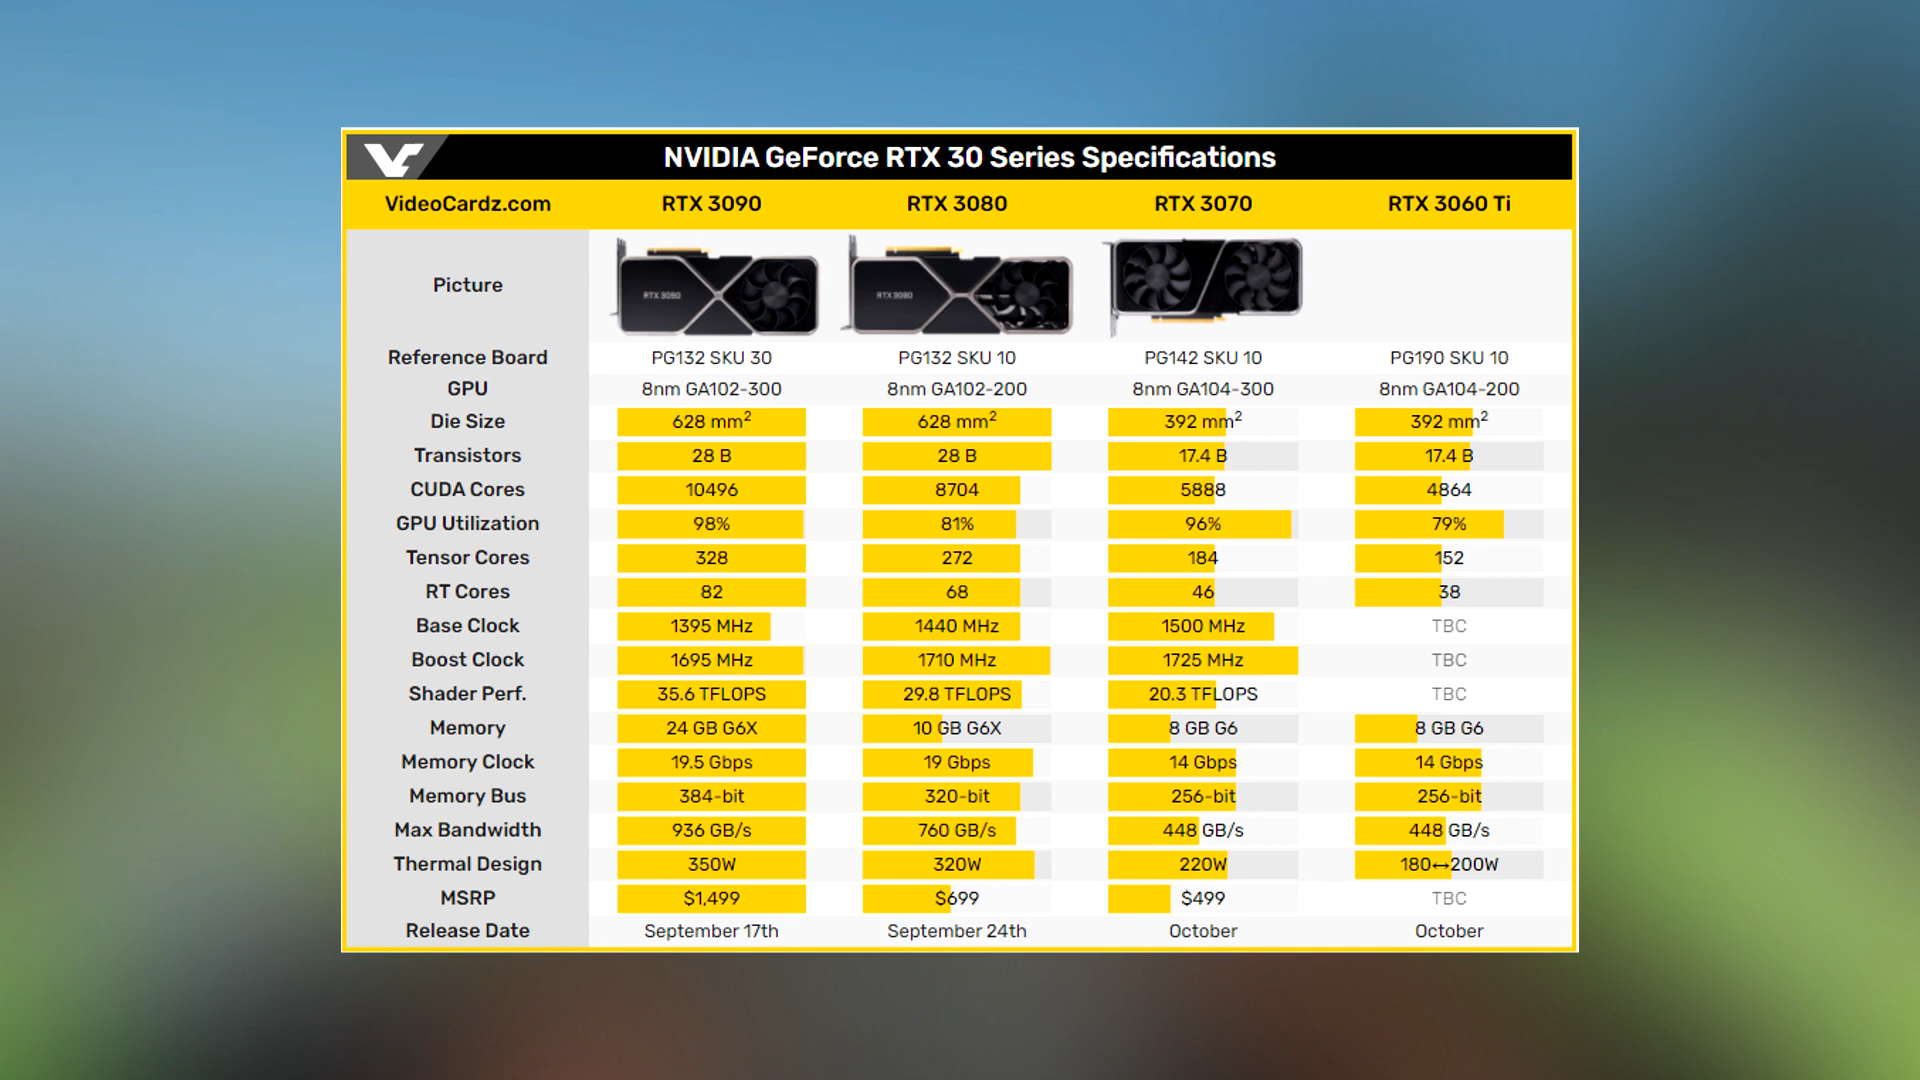 NVIDIA GeForce RTX 30 Series Specifications
VideoCardz.com RTX 3090 RTX 3080 RTX 3070 RTX 3060 Ti
Picture
Reference Board PG132 SKU 30 PG132 SKU 10 PG142 SKU 10 PG190 SKU 10
GPU 8nm GA102-300 8nm GA102-200 8nm GA104-300 8nm GA104-200
Die Size 628 mm² 628 mm² 392 mm² 392 mm²
Transistors 28 B 28 B 17.4 B 17.4 B
CUDA Cores 10496 8704 5888 4864
GPU Utilization 98% 81% 96% 79%
Tensor Cores 328 272 184 152
RT Cores 82 68 46 38
Base Clock 1395 MHz 1440 MHz 1500 MHz TBC
Boost Clock 1695 MHz 1710 MHz 1725 MHz TBC
Shader Perf. 35.6 TFLOPS 29.8 TFLOPS 20.3 TFLOPS TBC
Memory 24 GB G6X 10 GB G6X 8 GB G6 8 GB G6
Memory Clock 19.5 Gbps 19 Gbps 14 Gbps 14 Gbps
Memory Bus 384-bit 320-bit 256-bit 256-bit
Max Bandwidth 936 GB/s 760 GB/s 448 GB/s 448 GB/s
Thermal Design 350W 320W 220W 180↔200W
MSRP $1,499 $699 $499 TBC
Release Date September 17th September 24th October October